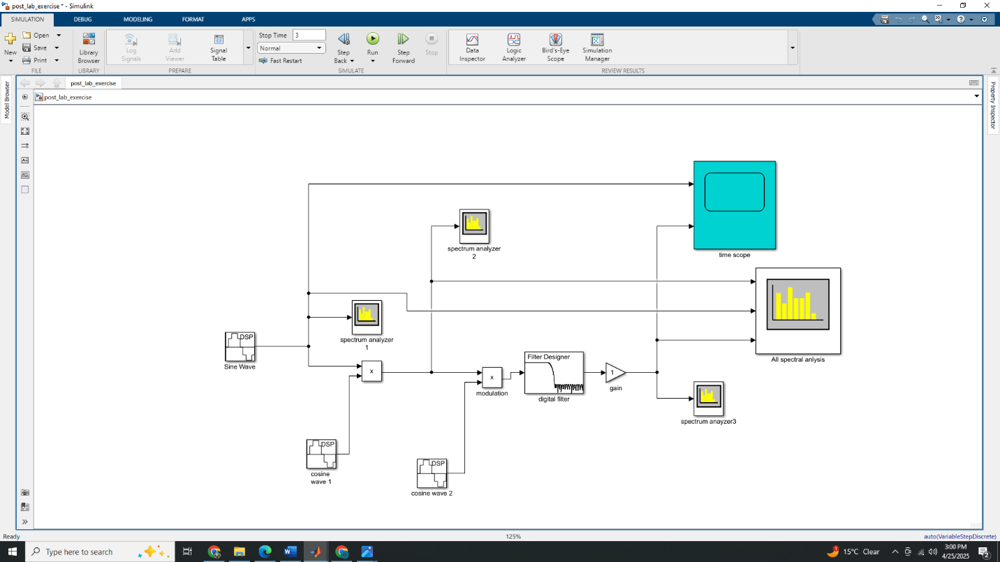 post_lab_exercise * - Simulink
SIMULATION DEBUG MODELING FORMAT APPS
New
Open
Save
Print
FILE
Library
Browser
LIBRARY
Log
Signals
Add
Viewer
Signal
Table
PREPARE
Stop Time 3
Normal
Fast Restart
Step
Back
Run
Step
Forward
Stop
SIMULATE
Data
Inspector
Logic
Analyzer
Bird's-Eye
Scope
Simulation
Manager
REVIEW RESULTS
Model Browser
post_lab_exercise
post_lab_exercise
Property Inspector
time scope
spectrum analyzer
2
spectrum analyzer
1
All spectral anlysis
DSP
Sine Wave
x
x
modulation
Filter Designer
digital filter
1
gain
spectrum anayzer3
DSP
cosine
wave 1
DSP
cosine wave 2
Ready
125%
auto(VariableStepDiscrete)
Type here to search
15°C Clear
3:00 PM
4/25/2025
2